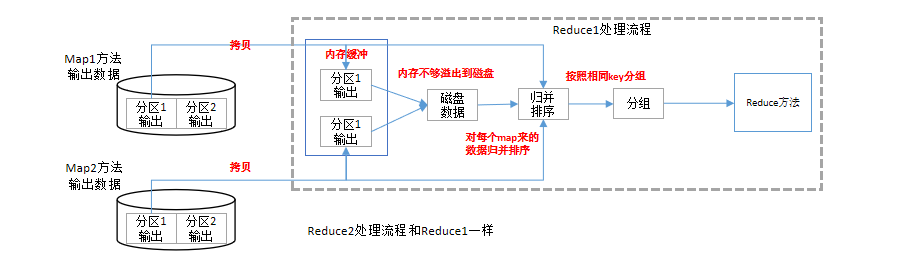 Reduce1处理流程
Map1方法
输出数据
拷贝
内存缓冲
分区1
输出
分区2
输出
分区1
输出
内存不够溢出到磁盘
磁盘
数据
归并
排序
按照相同key分组
分组
Reduce方法
分区1
输出
对每个map来的
数据归并排序
Map2方法
输出数据
拷贝
分区1
输出
分区2
输出
Reduce2处理流程和Reduce1一样